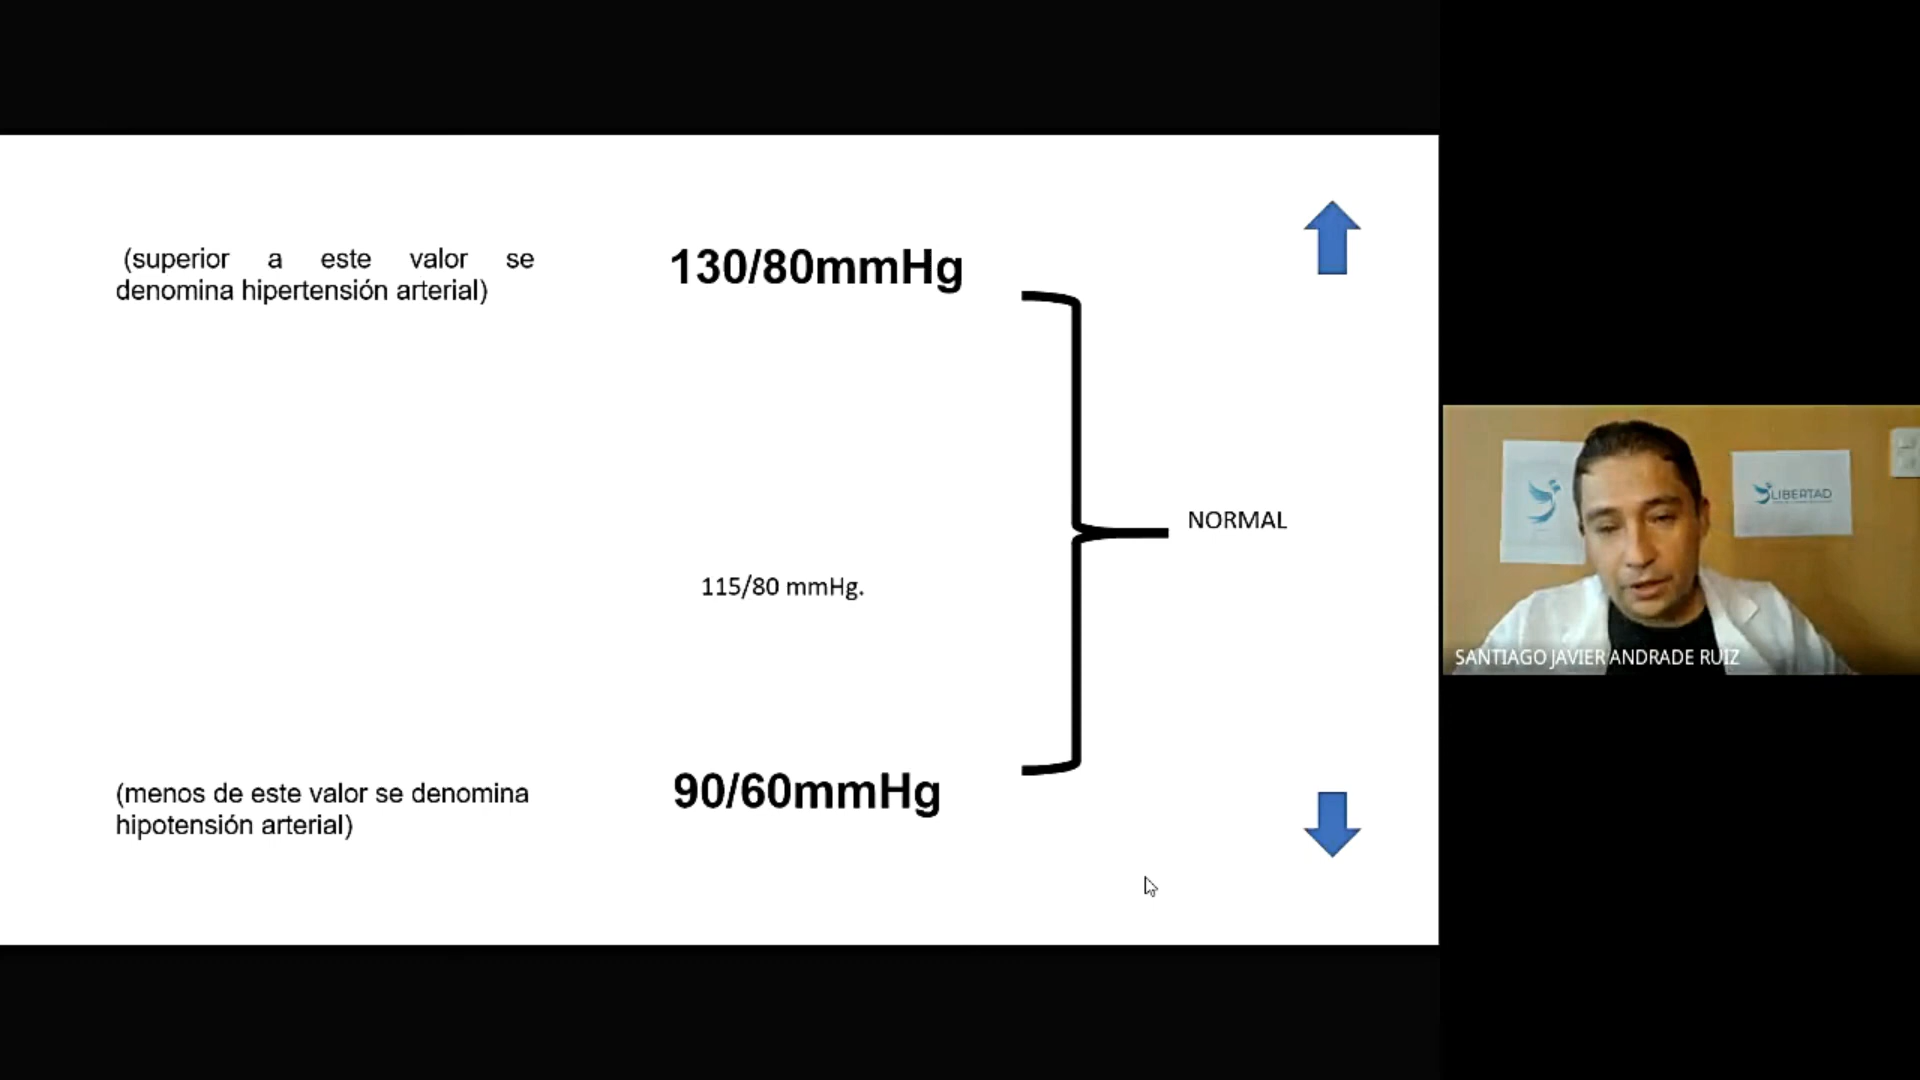 (superior a este valor se
denomina hipertensión arterial)
130/80mmHg
NORMAL
115/80 mmHg.
(menos de este valor se denomina
hipotensión arterial)
90/60mmHg
LIBERTAD
SANTIAGO JAVIER ANDRADE RUIZ